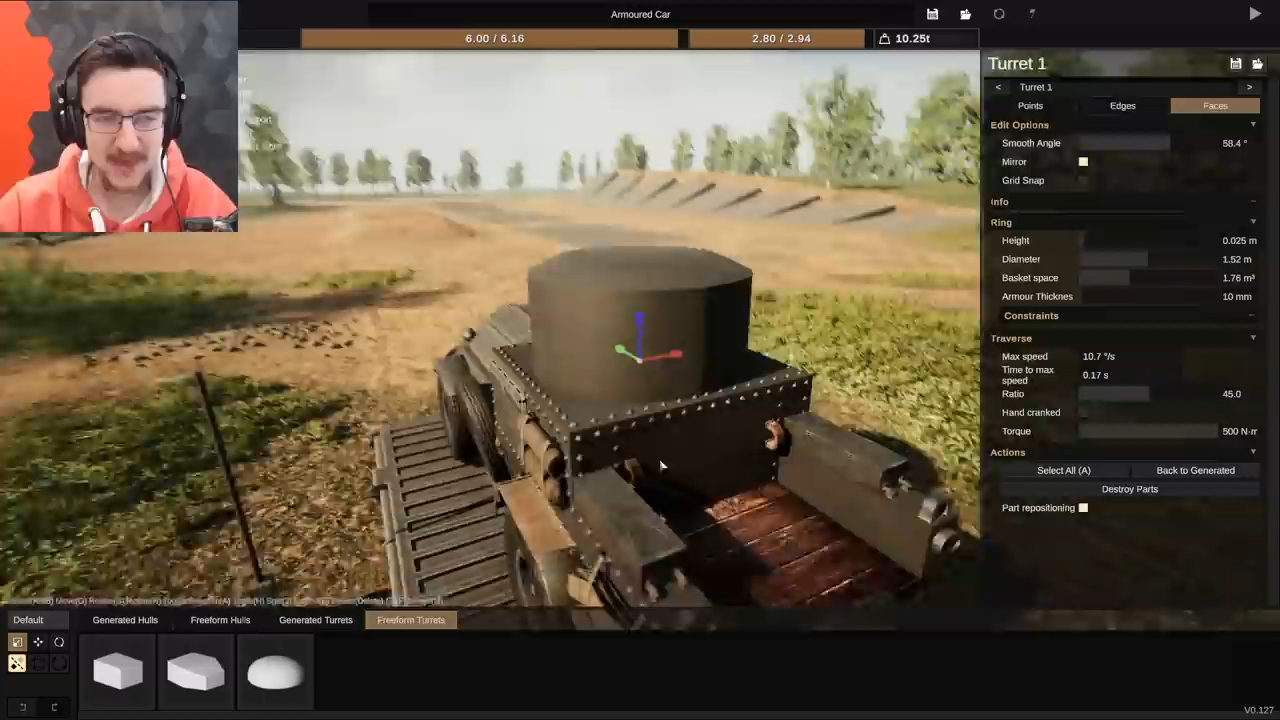 Armoured Car
6.00 / 6.16
2.80 / 2.94
10.25t
Turret 1
< Turret 1 >
Points Edges Faces
Edit Options
Smooth Angle 58.4 °
Mirror
Grid Snap
Info
Ring
Height 0.025 m
Diameter 1.52 m
Basket space 1.76 m³
Armour Thicknes 10 mm
Constraints
Traverse
Max speed 10.7 °/s
Time to max
speed 0.17 s
Ratio 45.0
Hand cranked
Torque 500 N·m
Actions
Select All (A) Back to Generated
Destroy Parts
Part repositioning
Default Generated Hulls Freeform Hulls Generated Turrets Freeform Turrets
V0.127